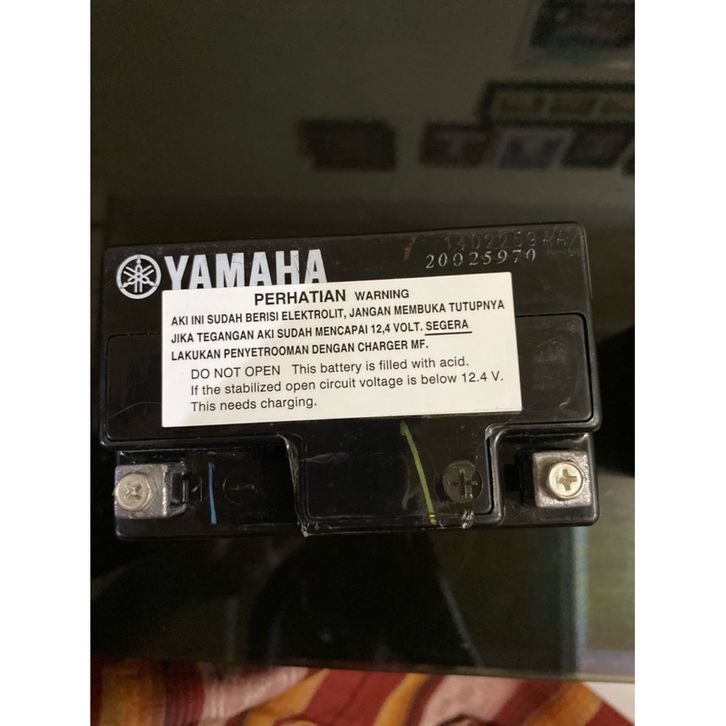 20025970
YAMAHA
PERHATIAN WARNING
AKI INI SUDAH BERISI ELEKTROLIT, JANGAN MEMBUKA TUTUPNYA
JIKA TEGANGAN AKI SUDAH MENCAPAI 12,4 VOLT. SEGERA
LAKUKAN PENYETROOMAN DENGAN CHARGER MF.
DO NOT OPEN This battery is filled with acid.
If the stabilized open circuit voltage is below 12.4 V.
This needs charging.